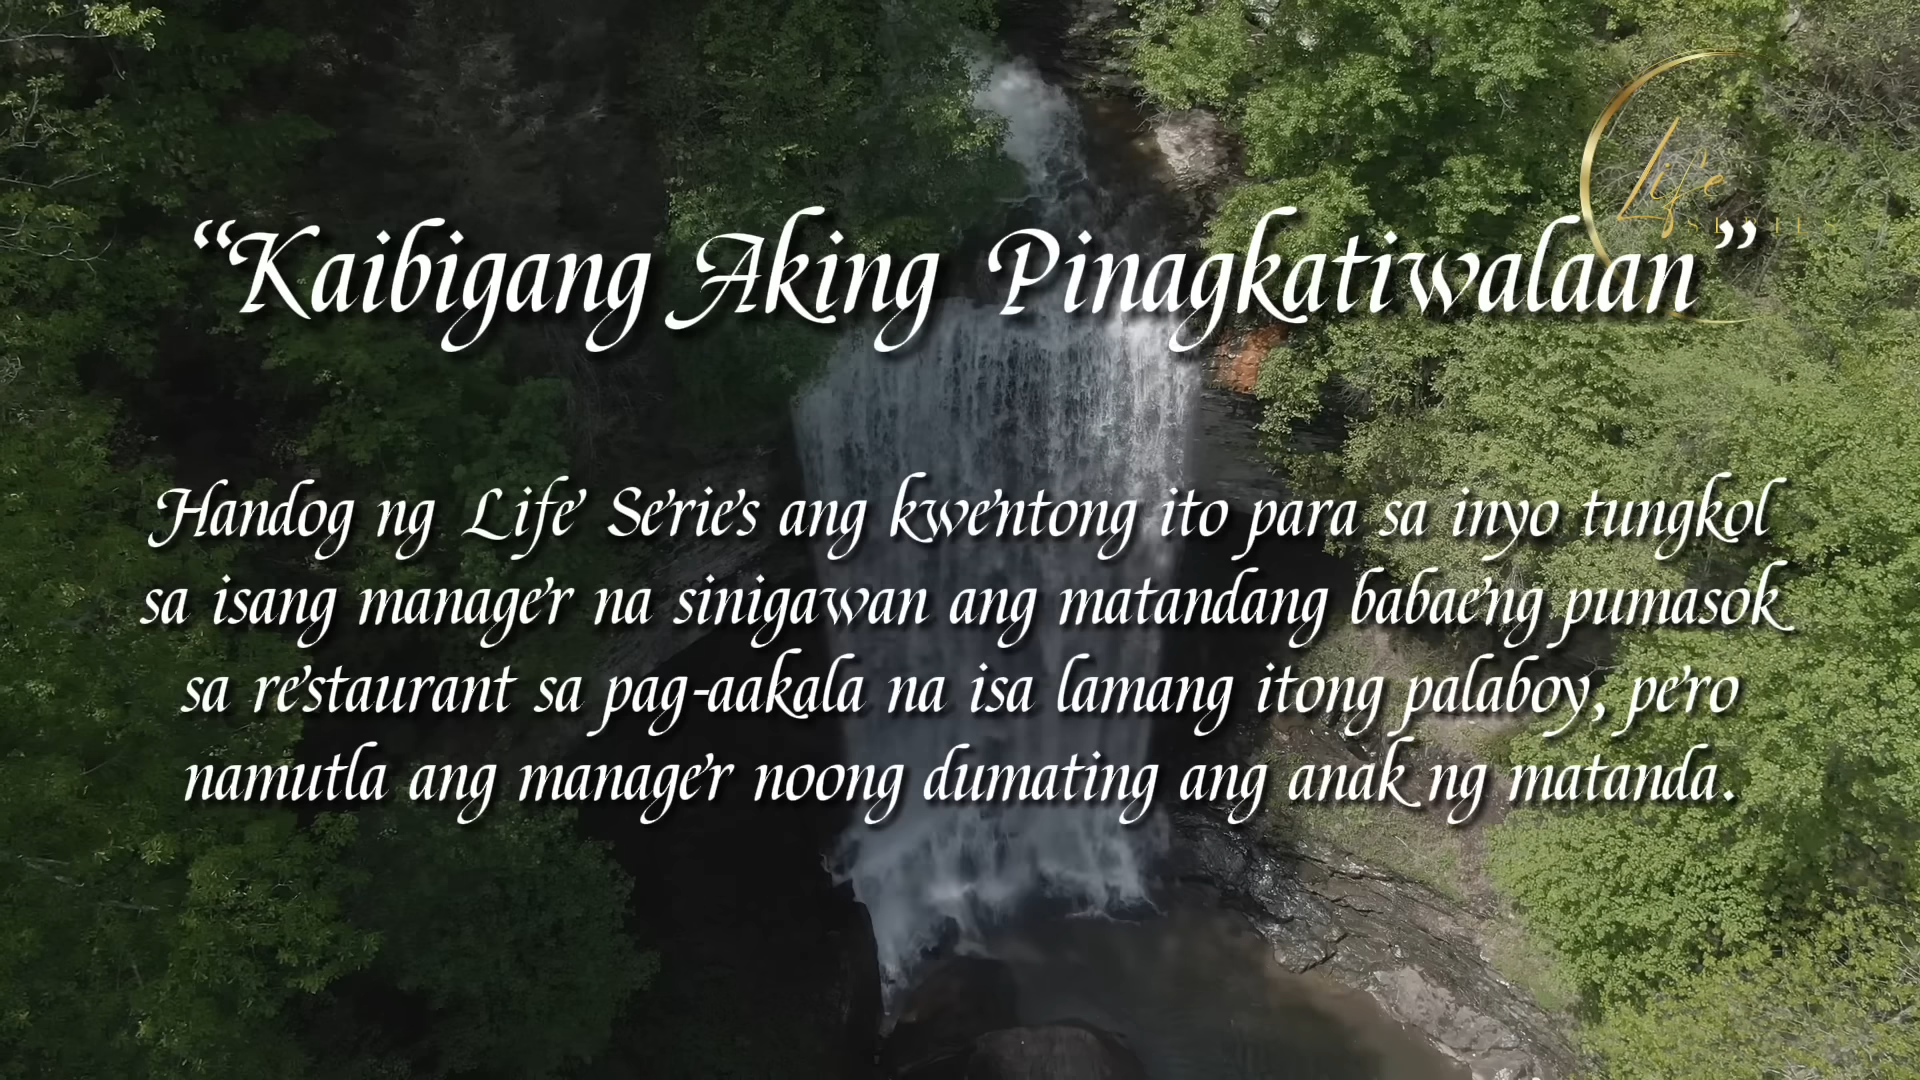 Life
SERIES
“Kaibigang Aking Pinagkatiwalaan”
Handog ng Life Series ang kwentong ito para sa inyo tungkol
sa isang manager na sinigawan ang matandang babaeng pumasok
sa restaurant sa pag-aakala na isa lamang itong palaboy, pero
namutla ang manager noong dumating ang anak ng matanda.